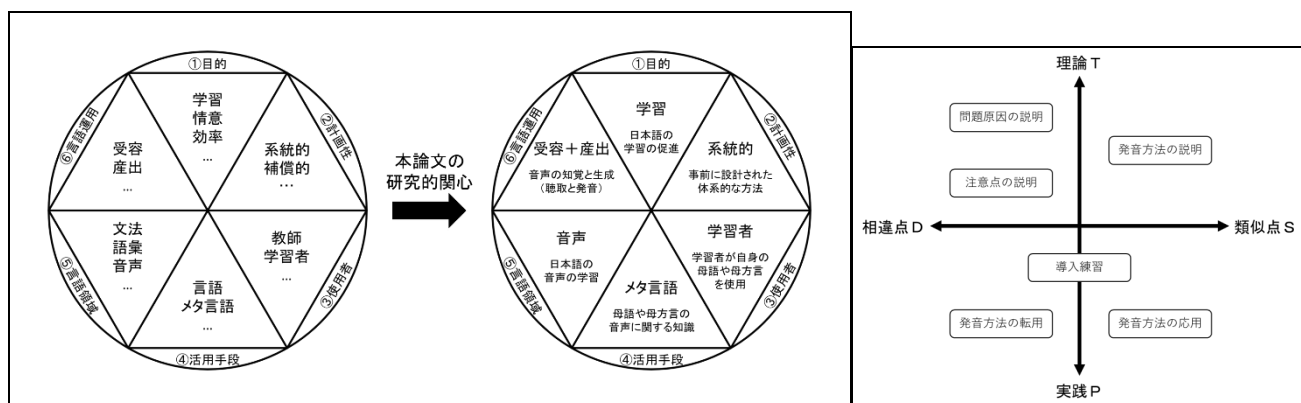 ①目的
②計画性
③使用者
④活用手段
⑤言語領域
⑥言語運用
学習
情意
効率
…
系統的
補償的
…
教師
学習者
…
言語
メタ言語
…
文法
語彙
音声
…
受容
産出
…
本論文の
研究的関心
①目的
②計画性
③使用者
④活用手段
⑤言語領域
⑥言語運用
学習
日本語の
学習の促進
系統的
事前に設計された
体系的な方法
学習者
学習者が自身の
母語や母方言
を使用
メタ言語
母語や母方言の
音声に関する知識
音声
日本語の
音声の学習
受容＋産出
音声の知覚と生成
（聴取と発音）
理論T
問題原因の説明
発音方法の説明
注意点の説明
相違点D
類似点S
導入練習
発音方法の転用
発音方法の応用
実践P